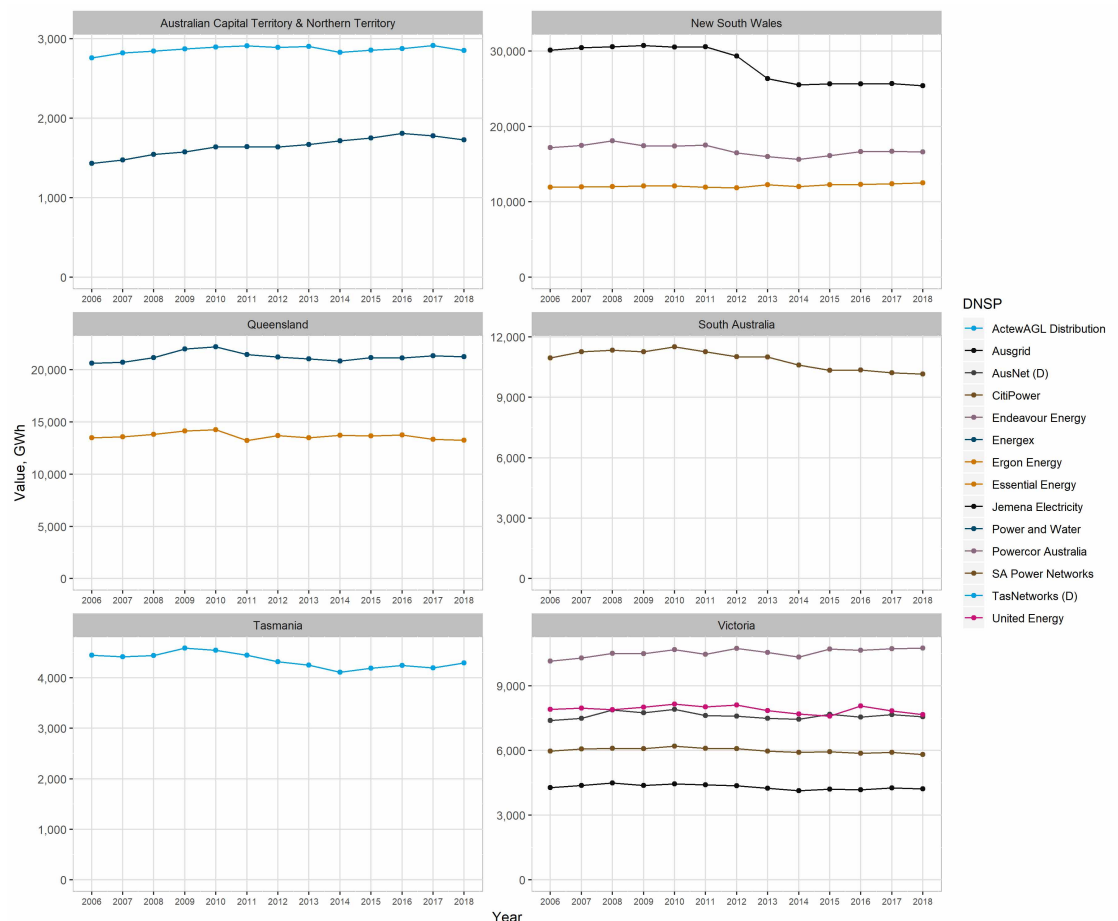 Australian Capital Territory & Northern Territory
New South Wales
3,000
2,000
1,000
0
30,000
20,000
10,000
0
2006 2007 2008 2009 2010 2011 2012 2013 2014 2015 2016 2017 2018
2006 2007 2008 2009 2010 2011 2012 2013 2014 2015 2016 2017 2018
Queensland
South Australia
20,000
15,000
10,000
5,000
0
12,000
9,000
6,000
3,000
0
2006 2007 2008 2009 2010 2011 2012 2013 2014 2015 2016 2017 2018
2006 2007 2008 2009 2010 2011 2012 2013 2014 2015 2016 2017 2018
Tasmania
Victoria
4,000
3,000
2,000
1,000
0
9,000
6,000
3,000
0
2006 2007 2008 2009 2010 2011 2012 2013 2014 2015 2016 2017 2018
2006 2007 2008 2009 2010 2011 2012 2013 2014 2015 2016 2017 2018
Value, GWh
Year
DNSP
ActewAGL Distribution
Ausgrid
AusNet (D)
CitiPower
Endeavour Energy
Energex
Ergon Energy
Essential Energy
Jemena Electricity
Power and Water
Powercor Australia
SA Power Networks
TasNetworks (D)
United Energy